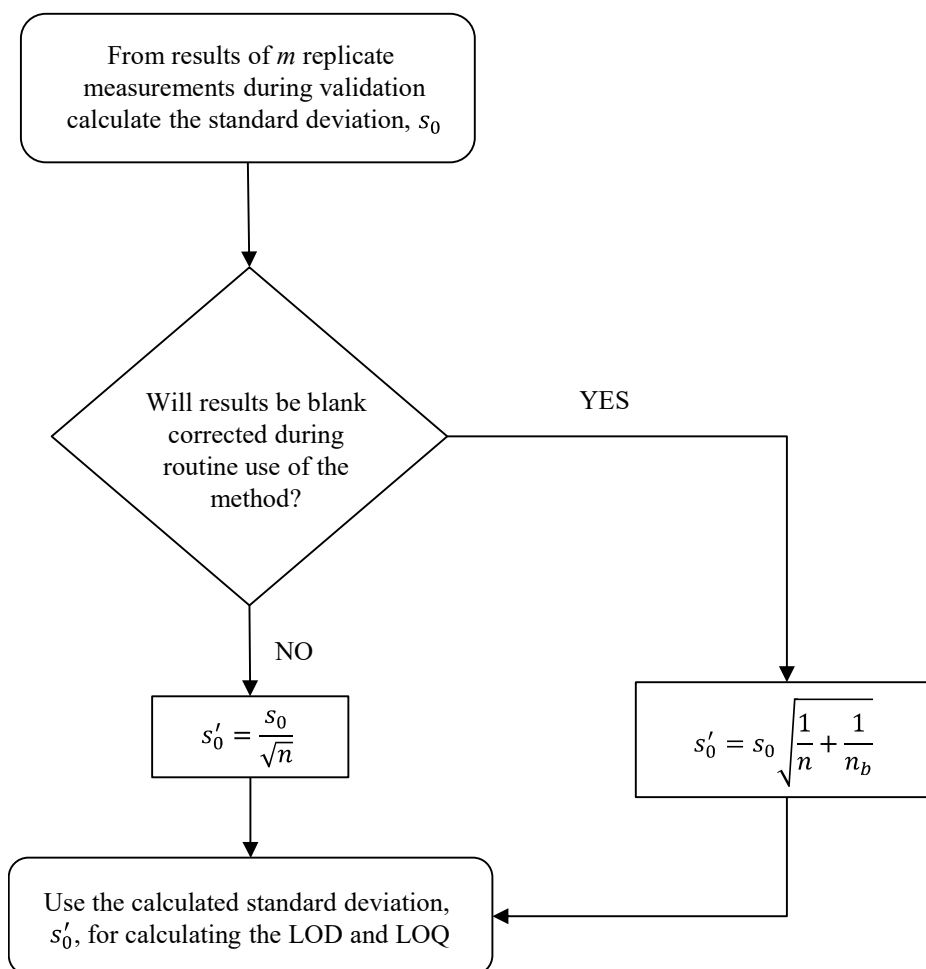 From results of m replicate
measurements during validation
calculate the standard deviation, s₀
Will results be blank
corrected during
routine use of the
method?
YES
NO
s′₀ = s₀/√n
s′₀ = s₀ √(1/n + 1/n_b)
Use the calculated standard deviation,
s′₀, for calculating the LOD and LOQ